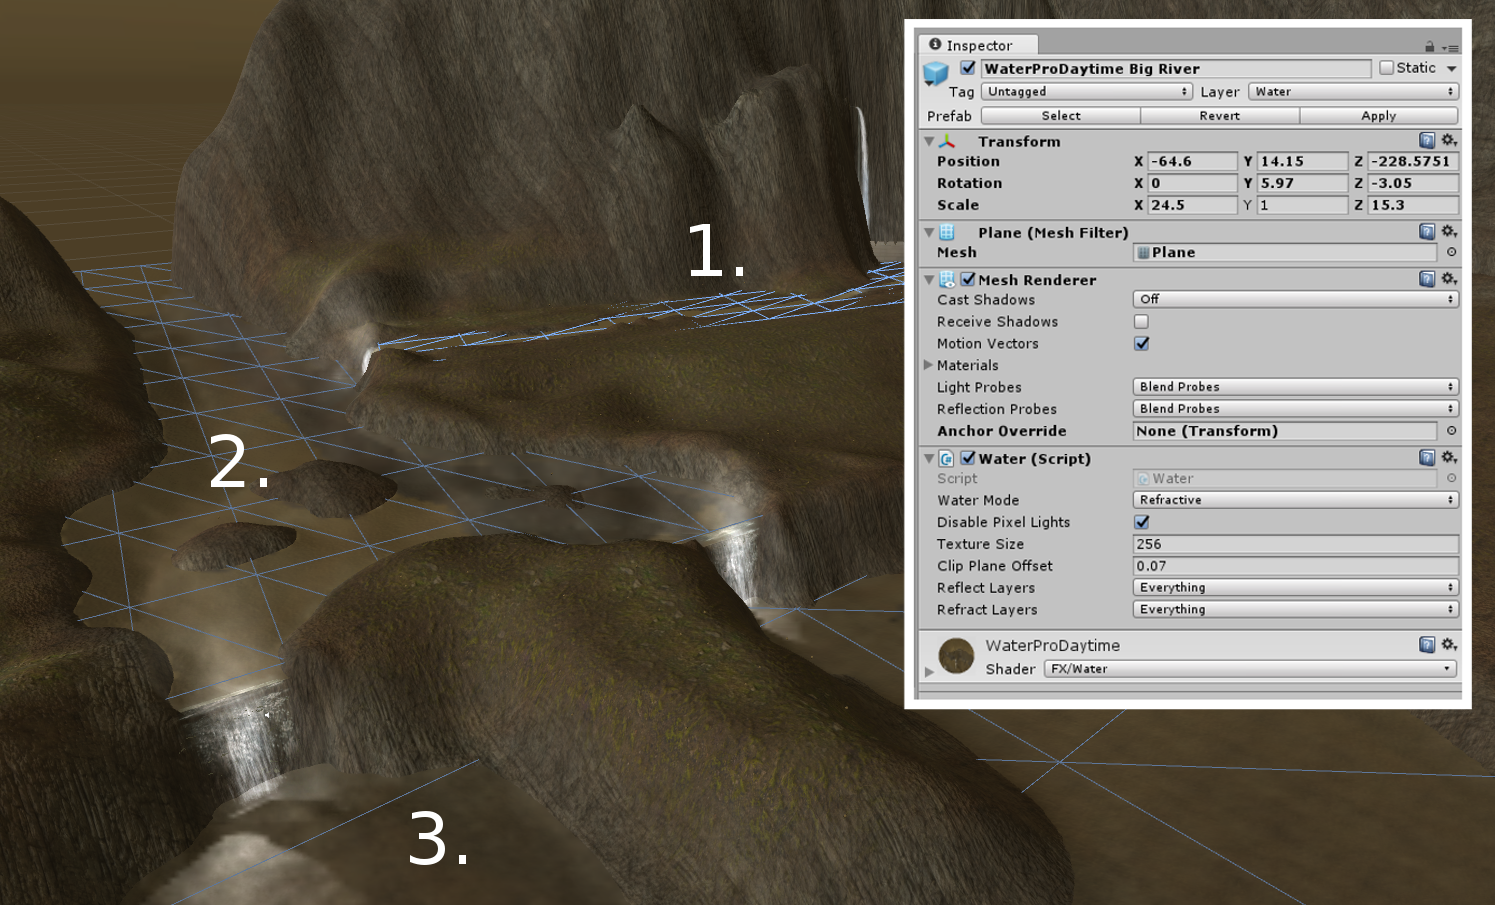 Inspector
WaterProDaytime Big River Static
Tag Untagged Layer Water
Prefab Select Revert Apply
Transform
Position X -64.6 Y 14.15 Z -228.5751
Rotation X 0 Y 5.97 Z -3.05
Scale X 24.5 Y 1 Z 15.3
Plane (Mesh Filter)
Mesh Plane
Mesh Renderer
Cast Shadows Off
Receive Shadows
Motion Vectors
Materials
Light Probes Blend Probes
Reflection Probes Blend Probes
Anchor Override None (Transform)
Water (Script)
Script Water
Water Mode Refractive
Disable Pixel Lights
Texture Size 256
Clip Plane Offset 0.07
Reflect Layers Everything
Refract Layers Everything
WaterProDaytime
Shader FX/Water
1.
2.
3.